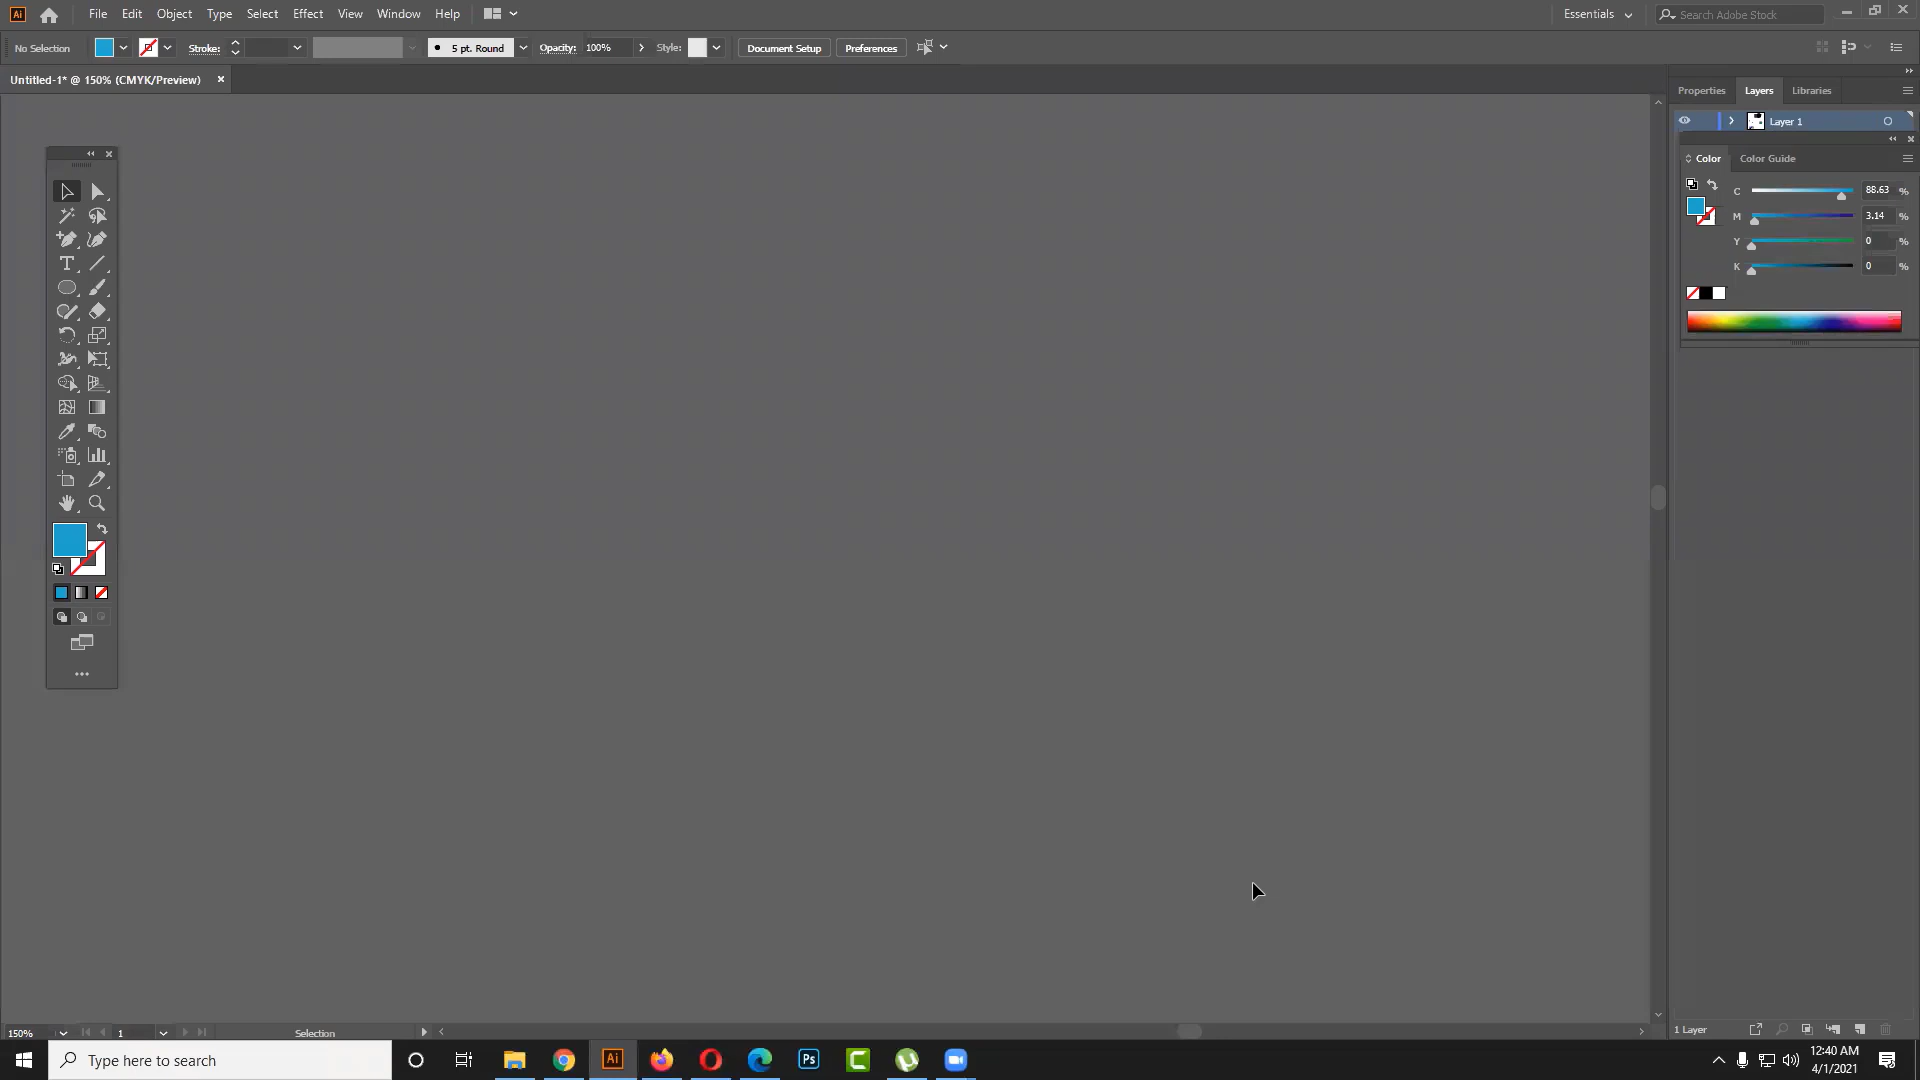 Ai File Edit Object Type Select Effect View Window Help Essentials Search Adobe Stock
No Selection Stroke: 5 pt. Round Opacity: 100% Style: Document Setup Preferences
Untitled-1* @ 150% (CMYK/Preview)
Properties Layers Libraries
Layer 1
Color Color Guide
C 88.63 %
M 3.14 %
Y 0 %
K 0 %
T
150% 1 Selection
1 Layer
Type here to search
Ai
Ps
C
12:40 AM
4/1/2021